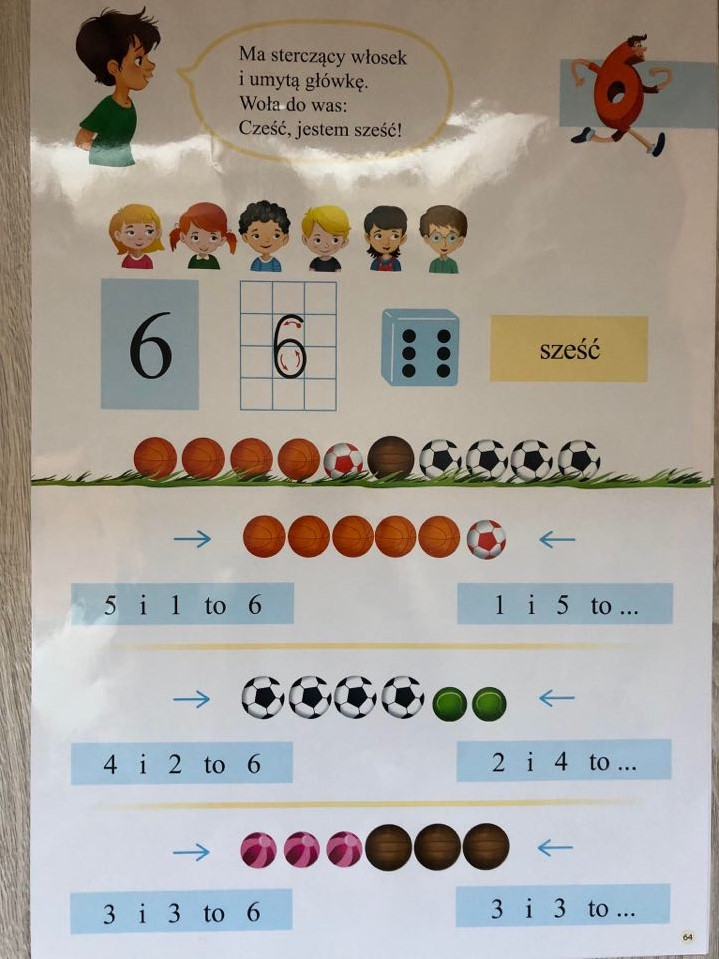 Ma sterczący włosek
i umytą główkę.
Woła do was:
Cześć, jestem sześć!
6
6
6
sześć
5 i 1 to 6
1 i 5 to ...
4 i 2 to 6
2 i 4 to ...
3 i 3 to 6
3 i 3 to ...
64